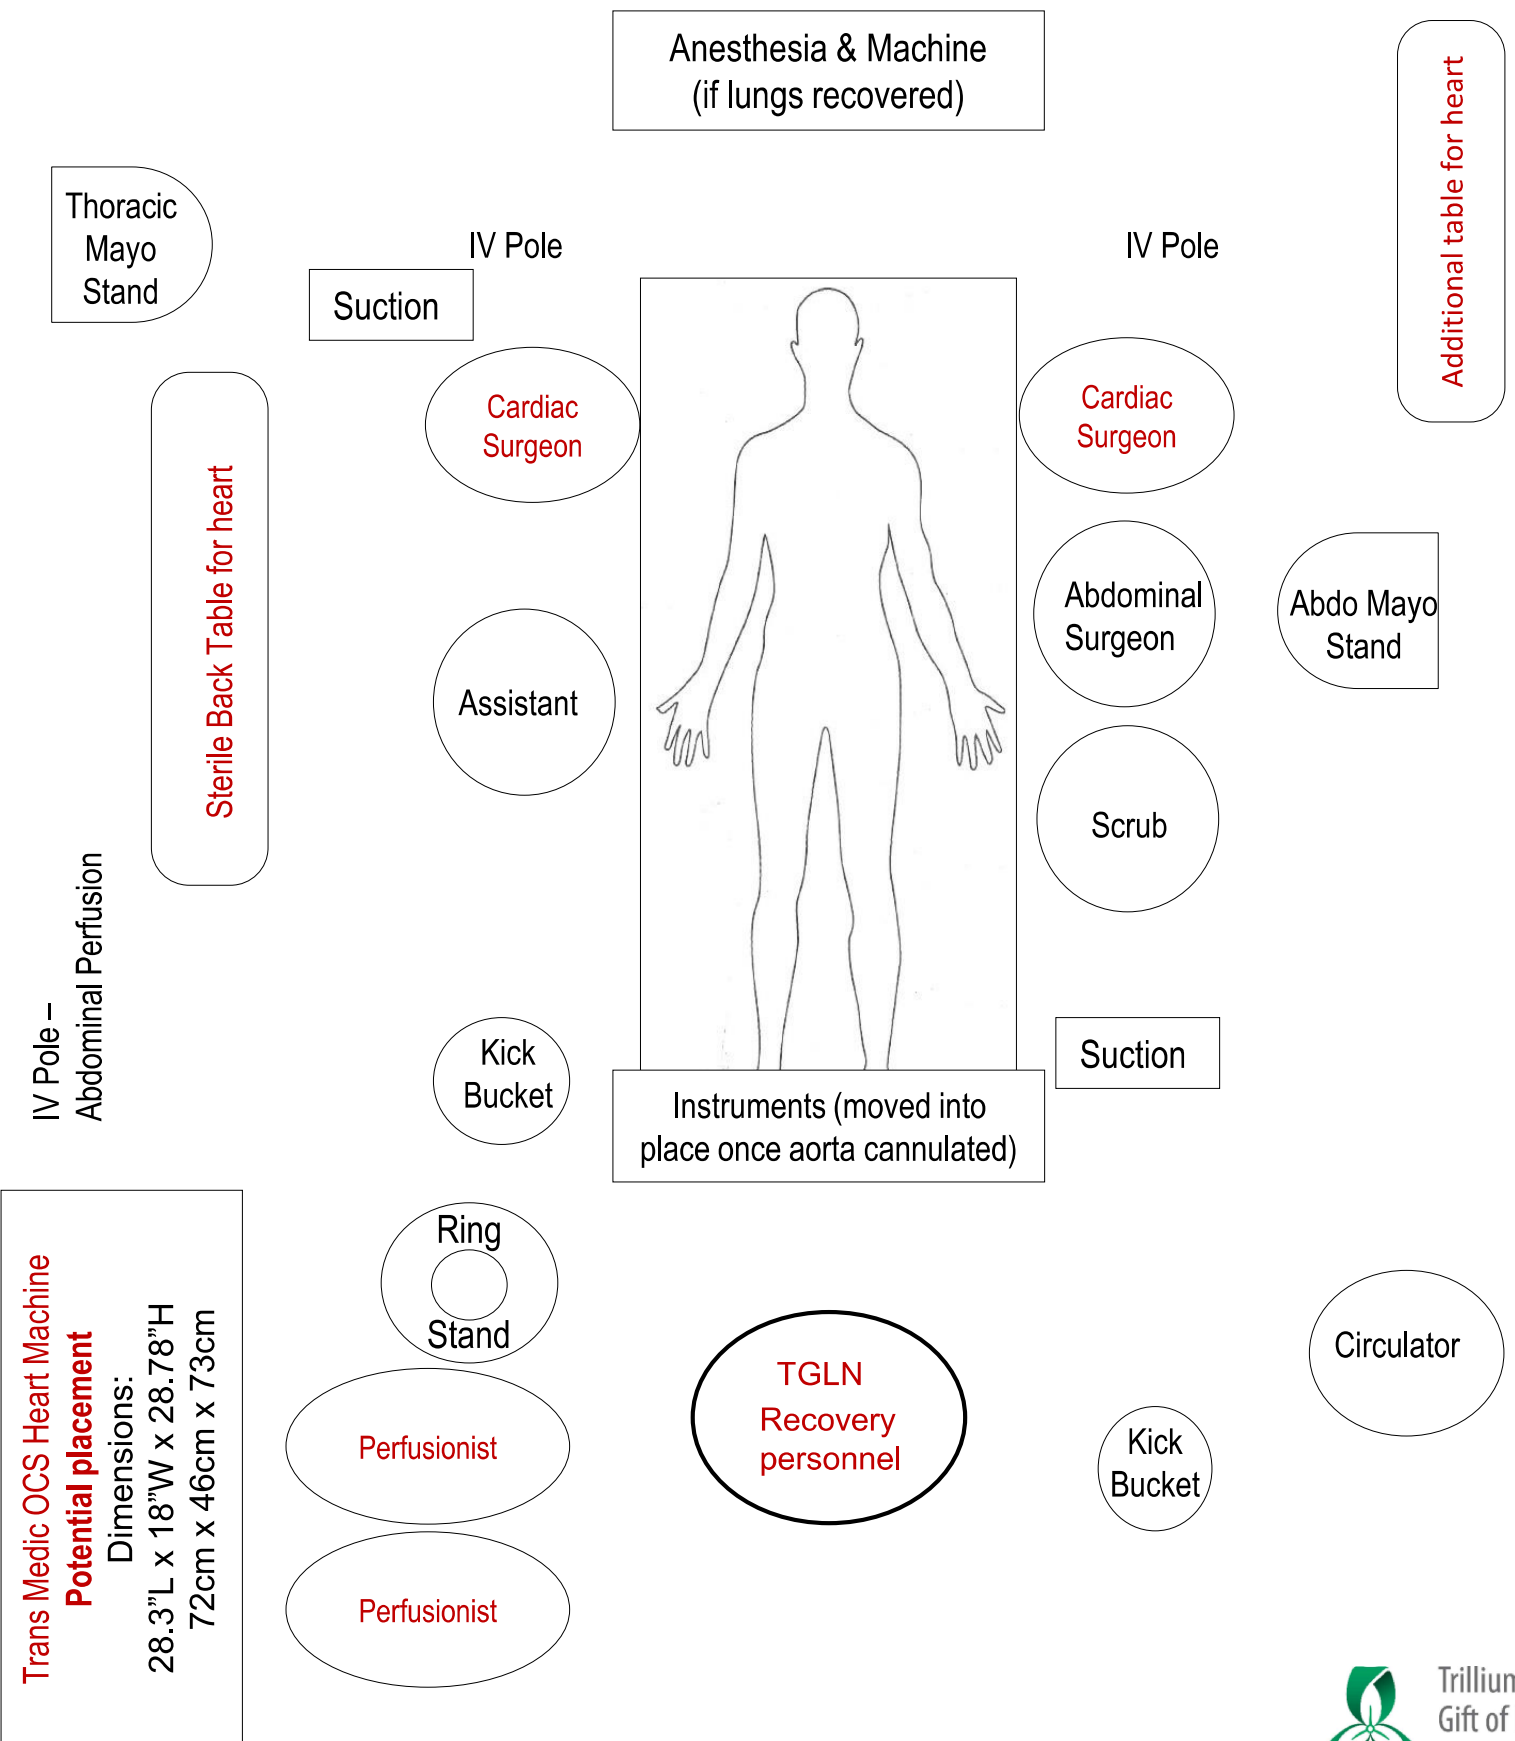 Anesthesia & Machine
(if lungs recovered)
Additional table for heart
Thoracic
Mayo
Stand
IV Pole
IV Pole
Suction
Cardiac
Surgeon
Cardiac
Surgeon
Sterile Back Table for heart
Abdominal
Surgeon
Abdo Mayo
Stand
Assistant
Scrub
IV Pole –
Abdominal Perfusion
Kick
Bucket
Suction
Instruments (moved into
place once aorta cannulated)
Trans Medic OCS Heart Machine
Potential placement
Dimensions:
28.3”L x 18”W x 28.78”H
72cm x 46cm x 73cm
Ring
Stand
Perfusionist
Perfusionist
TGLN
Recovery
personnel
Circulator
Kick
Bucket
Gift of